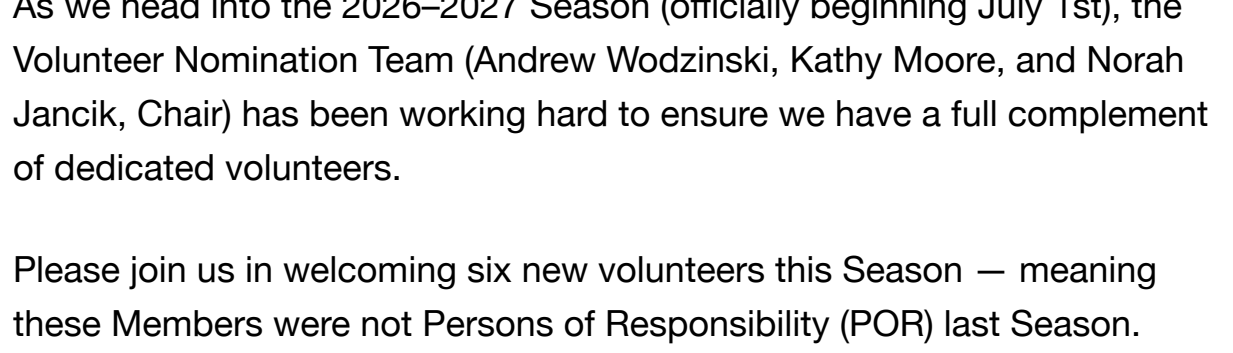 As we head into the 2026–2027 Season (officially beginning July 1st), the
Volunteer Nomination Team (Andrew Wodzinski, Kathy Moore, and Norah
Jancik, Chair) has been working hard to ensure we have a full complement
of dedicated volunteers.
Please join us in welcoming six new volunteers this Season — meaning
these Members were not Persons of Responsibility (POR) last Season.